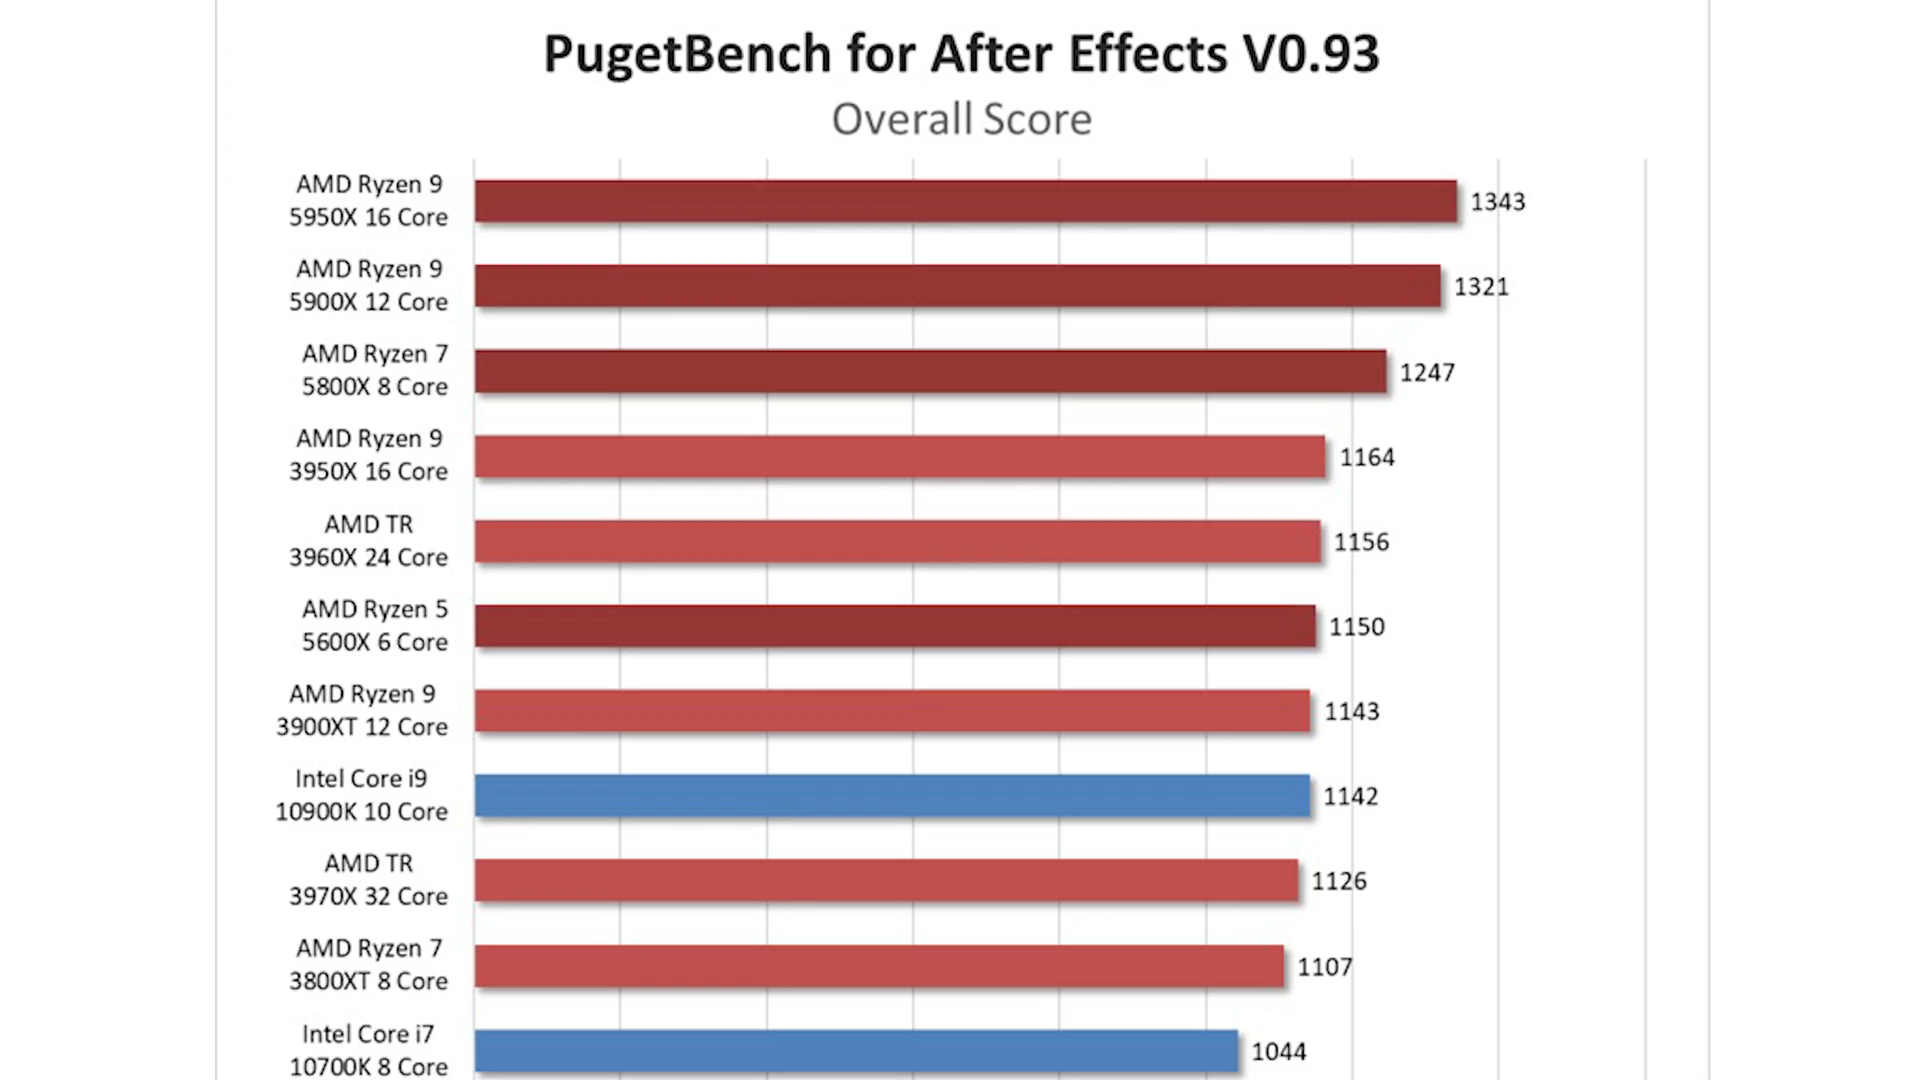 PugetBench for After Effects V0.93
Overall Score
AMD Ryzen 9
5950X 16 Core
1343
AMD Ryzen 9
5900X 12 Core
1321
AMD Ryzen 7
5800X 8 Core
1247
AMD Ryzen 9
3950X 16 Core
1164
AMD TR
3960X 24 Core
1156
AMD Ryzen 5
5600X 6 Core
1150
AMD Ryzen 9
3900XT 12 Core
1143
Intel Core i9
10900K 10 Core
1142
AMD TR
3970X 32 Core
1126
AMD Ryzen 7
3800XT 8 Core
1107
Intel Core i7
10700K 8 Core
1044